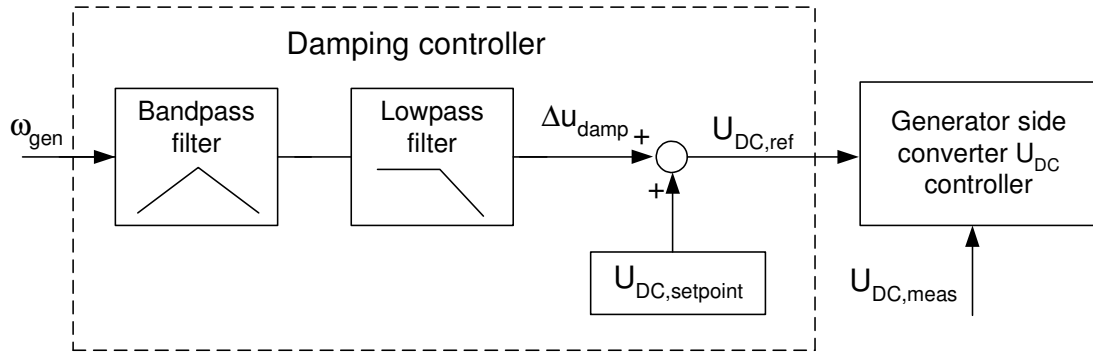 Damping controller
ω_gen
Bandpass
filter
Lowpass
filter
Δu_damp
+
+
U_DC,ref
U_DC,setpoint
Generator side
converter U_DC
controller
U_DC,meas